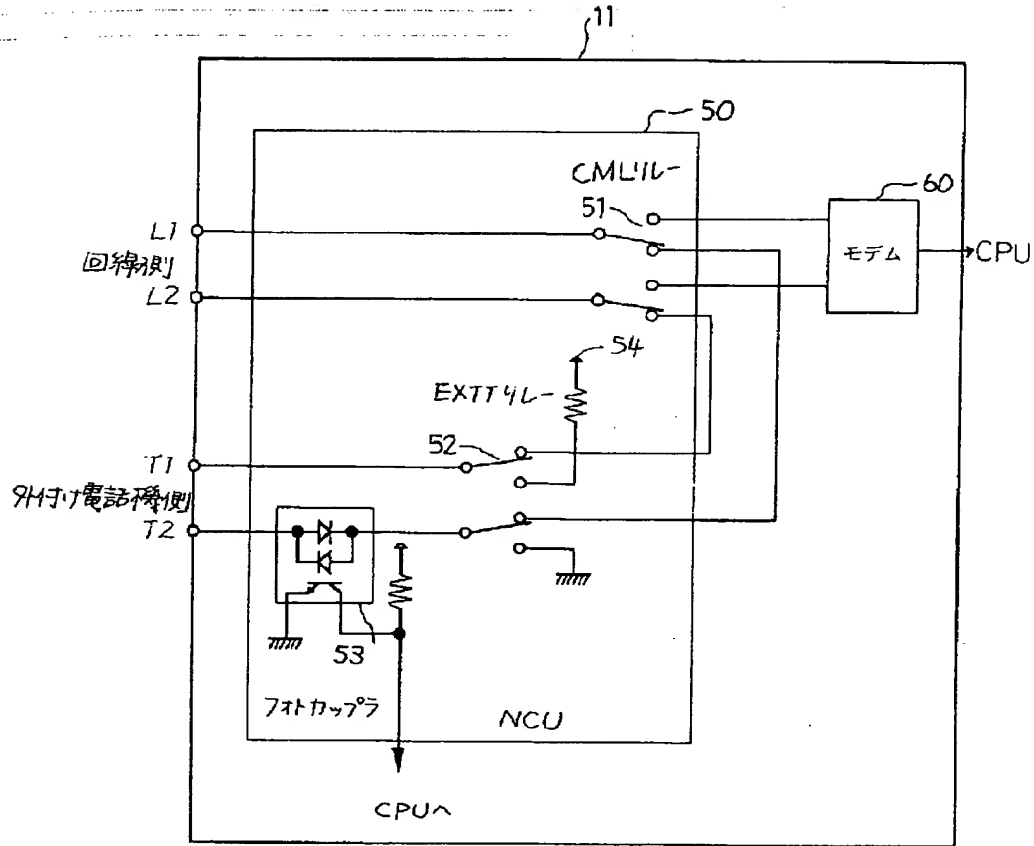 11
50
CMLリレー
51
60
L1
モデム
CPU
回線側
L2
54
EXTTリレー
52
T1
外付け電話機側
T2
53
フォトカップラ
NCU
CPUへ